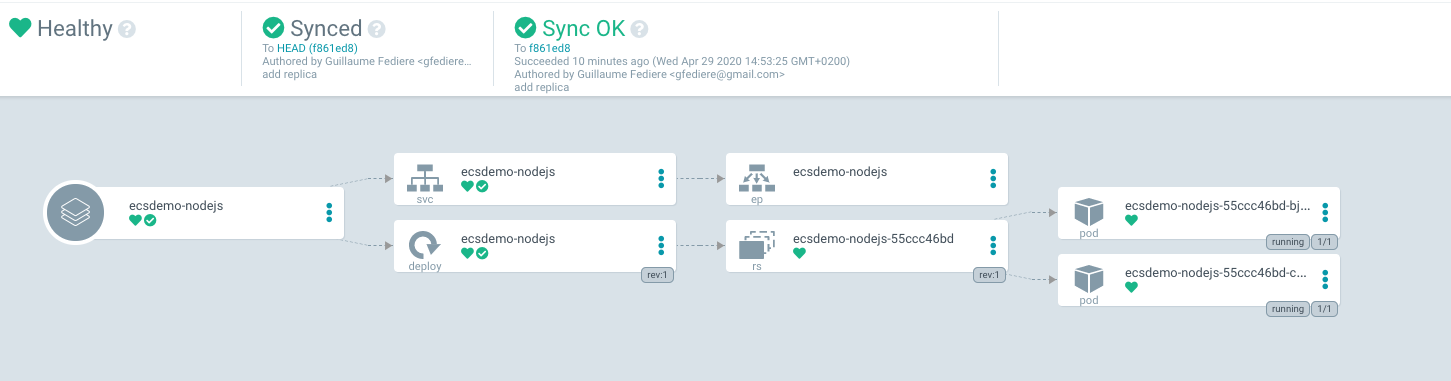 Healthy ?
Synced ?
To HEAD (f861ed8)
Authored by Guillaume Fediere <gfediere...
add replica
Sync OK ?
To f861ed8
Succeeded 10 minutes ago (Wed Apr 29 2020 14:53:25 GMT+0200)
Authored by Guillaume Fediere <gfediere@gmail.com>
add replica
ecsdemo-nodejs
ecsdemo-nodejs
svc
ecsdemo-nodejs
deploy
rev:1
ecsdemo-nodejs
ep
ecsdemo-nodejs-55ccc46bd
rs
rev:1
ecsdemo-nodejs-55ccc46bd-bj...
pod
running 1/1
ecsdemo-nodejs-55ccc46bd-c...
pod
running 1/1